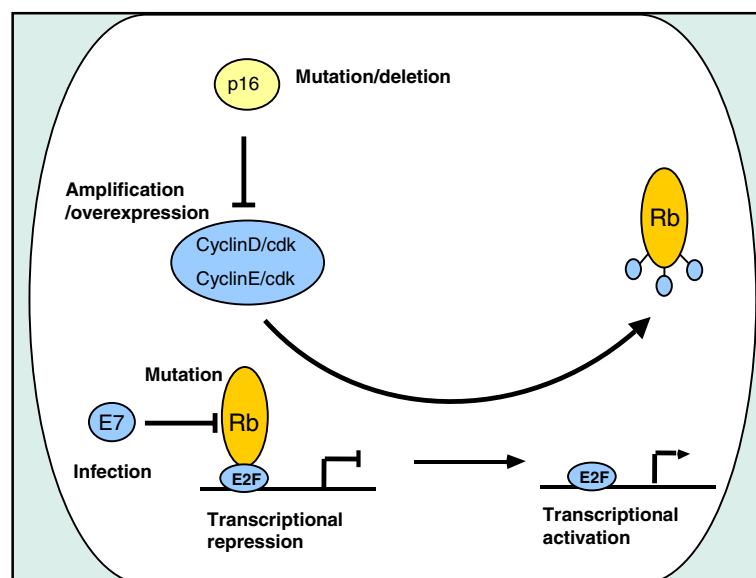 p16
Mutation/deletion
Amplification
/overexpression
CyclinD/cdk
CyclinE/cdk
Rb
Mutation
E7
Rb
Infection
E2F
E2F
Transcriptional
repression
Transcriptional
activation